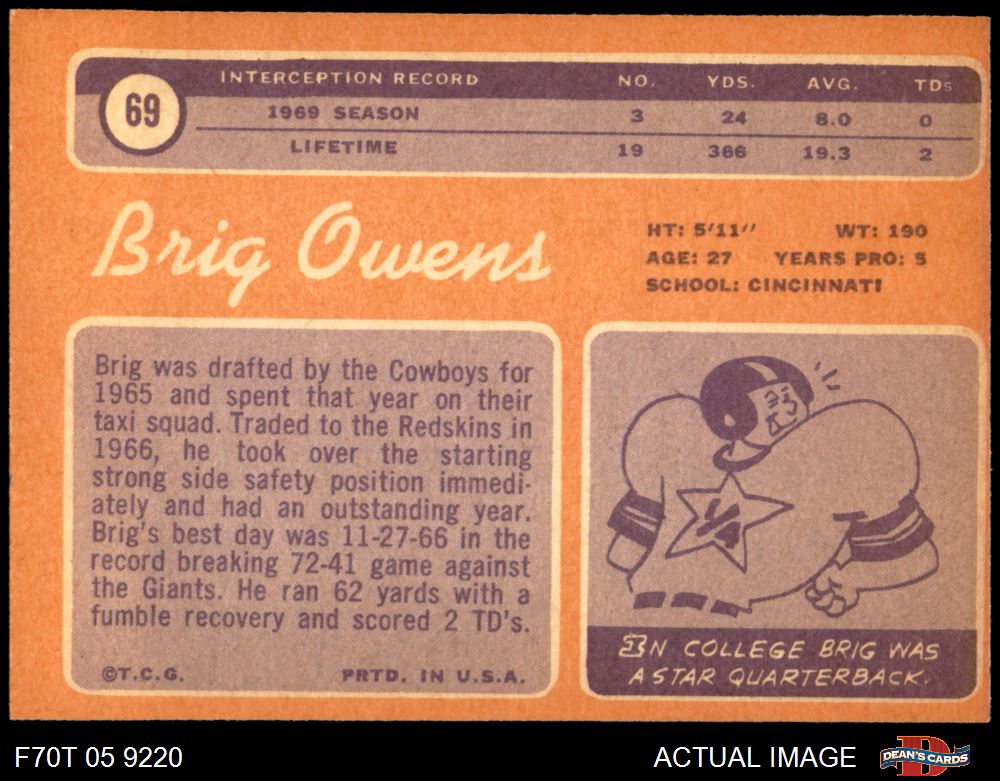 69
INTERCEPTION RECORD NO. YDS. AVG. TDs
1969 SEASON 3 24 8.0 0
LIFETIME 19 366 19.3 2
Brig Owens
HT: 5'11" WT: 190
AGE: 27 YEARS PRO: 5
SCHOOL: CINCINNATI
Brig was drafted by the Cowboys for
1965 and spent that year on their
taxi squad. Traded to the Redskins in
1966, he took over the starting
strong side safety position immedi-
ately and had an outstanding year.
Brig's best day was 11-27-66 in the
record breaking 72-41 game against
the Giants. He ran 62 yards with a
fumble recovery and scored 2 TD's.
©T.C.G. PRTD. IN U.S.A.
1/4
IN COLLEGE BRIG WAS
A STAR QUARTERBACK.
F70T 05 9220
ACTUAL IMAGE
D
DEAN'S CARDS